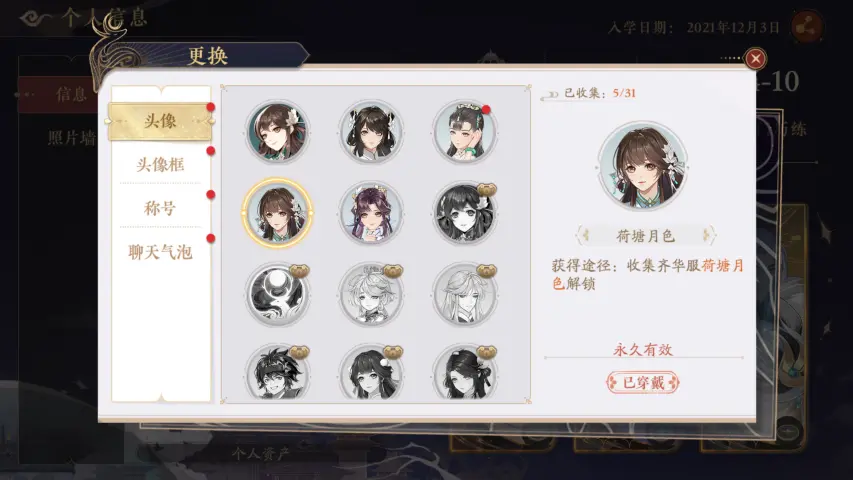 个人信息
入学日期: 2021年12月3日
更换
信息
照片墙
头像
头像框
称号
聊天气泡
已收集: 5/31
-10
荷塘月色
获得途径: 收集齐华服荷塘月
色解锁
永久有效
已穿戴
个人资产